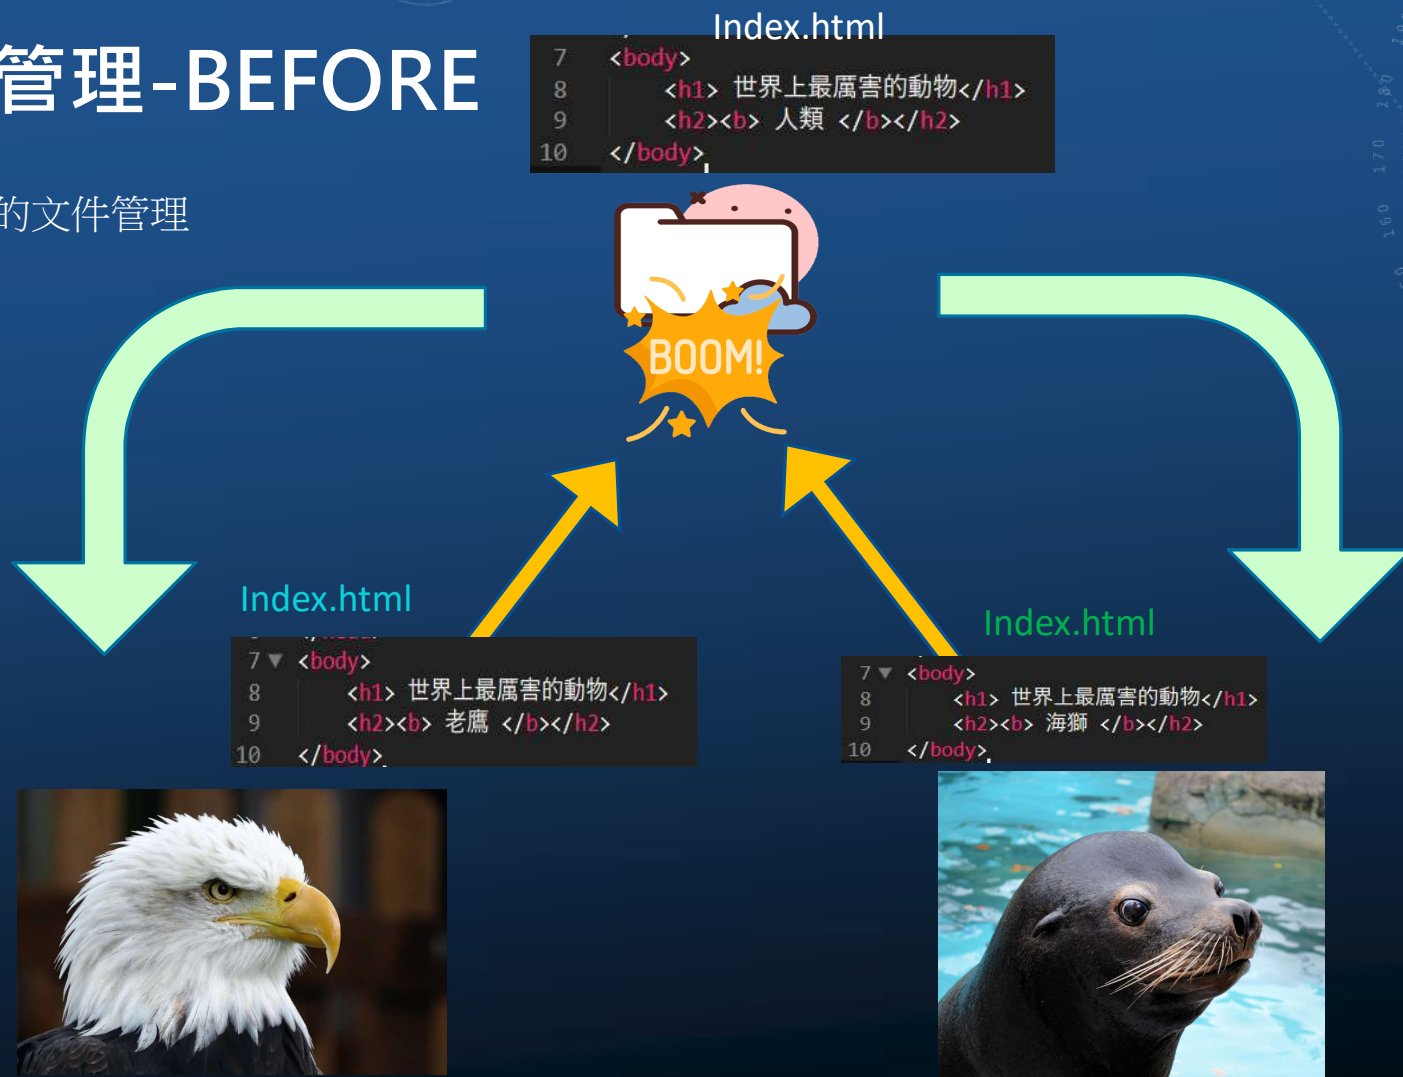 Index.html
管理-BEFORE
7 <body>
8 <h1> 世界上最厲害的動物</h1>
9 <h2><b> 人類 </b></h2>
10 </body>
的文件管理
BOOM!
Index.html
7 <body>
8 <h1> 世界上最厲害的動物</h1>
9 <h2><b> 老鷹 </b></h2>
10 </body>
Index.html
7 <body>
8 <h1> 世界上最厲害的動物</h1>
9 <h2><b> 海獅 </b></h2>
10 </body>
180
170
160